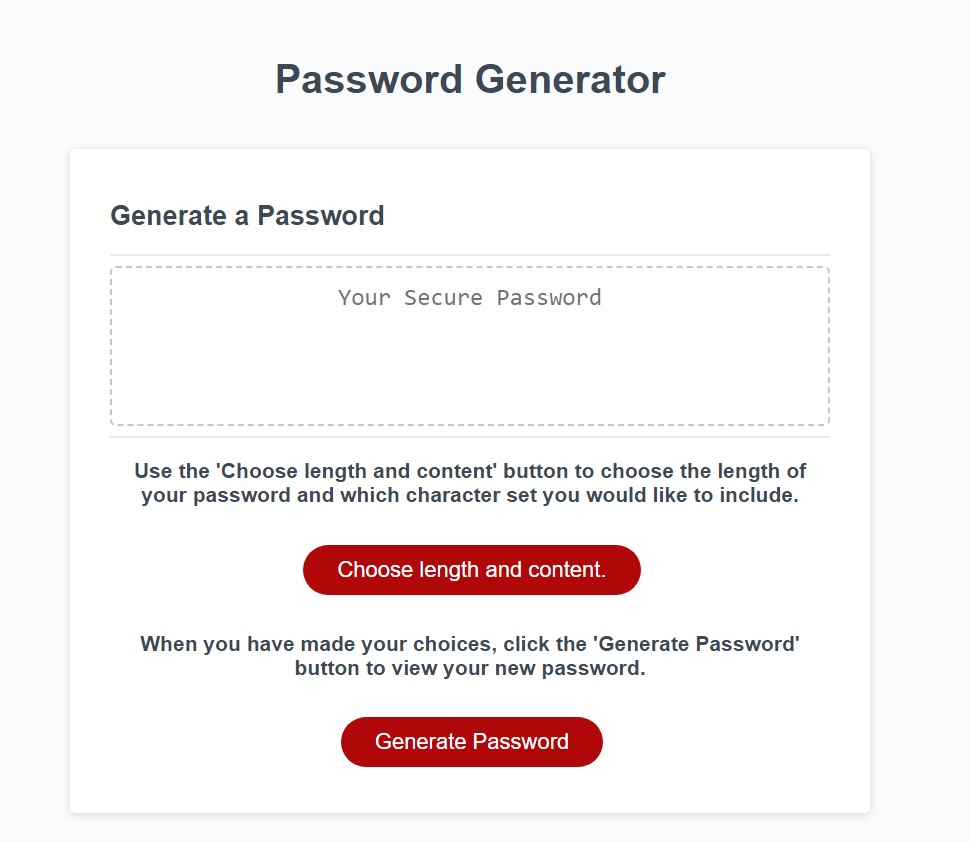 Password Generator
Generate a Password
Your Secure Password
Use the 'Choose length and content' button to choose the length of
your password and which character set you would like to include.
Choose length and content.
When you have made your choices, click the 'Generate Password'
button to view your new password.
Generate Password